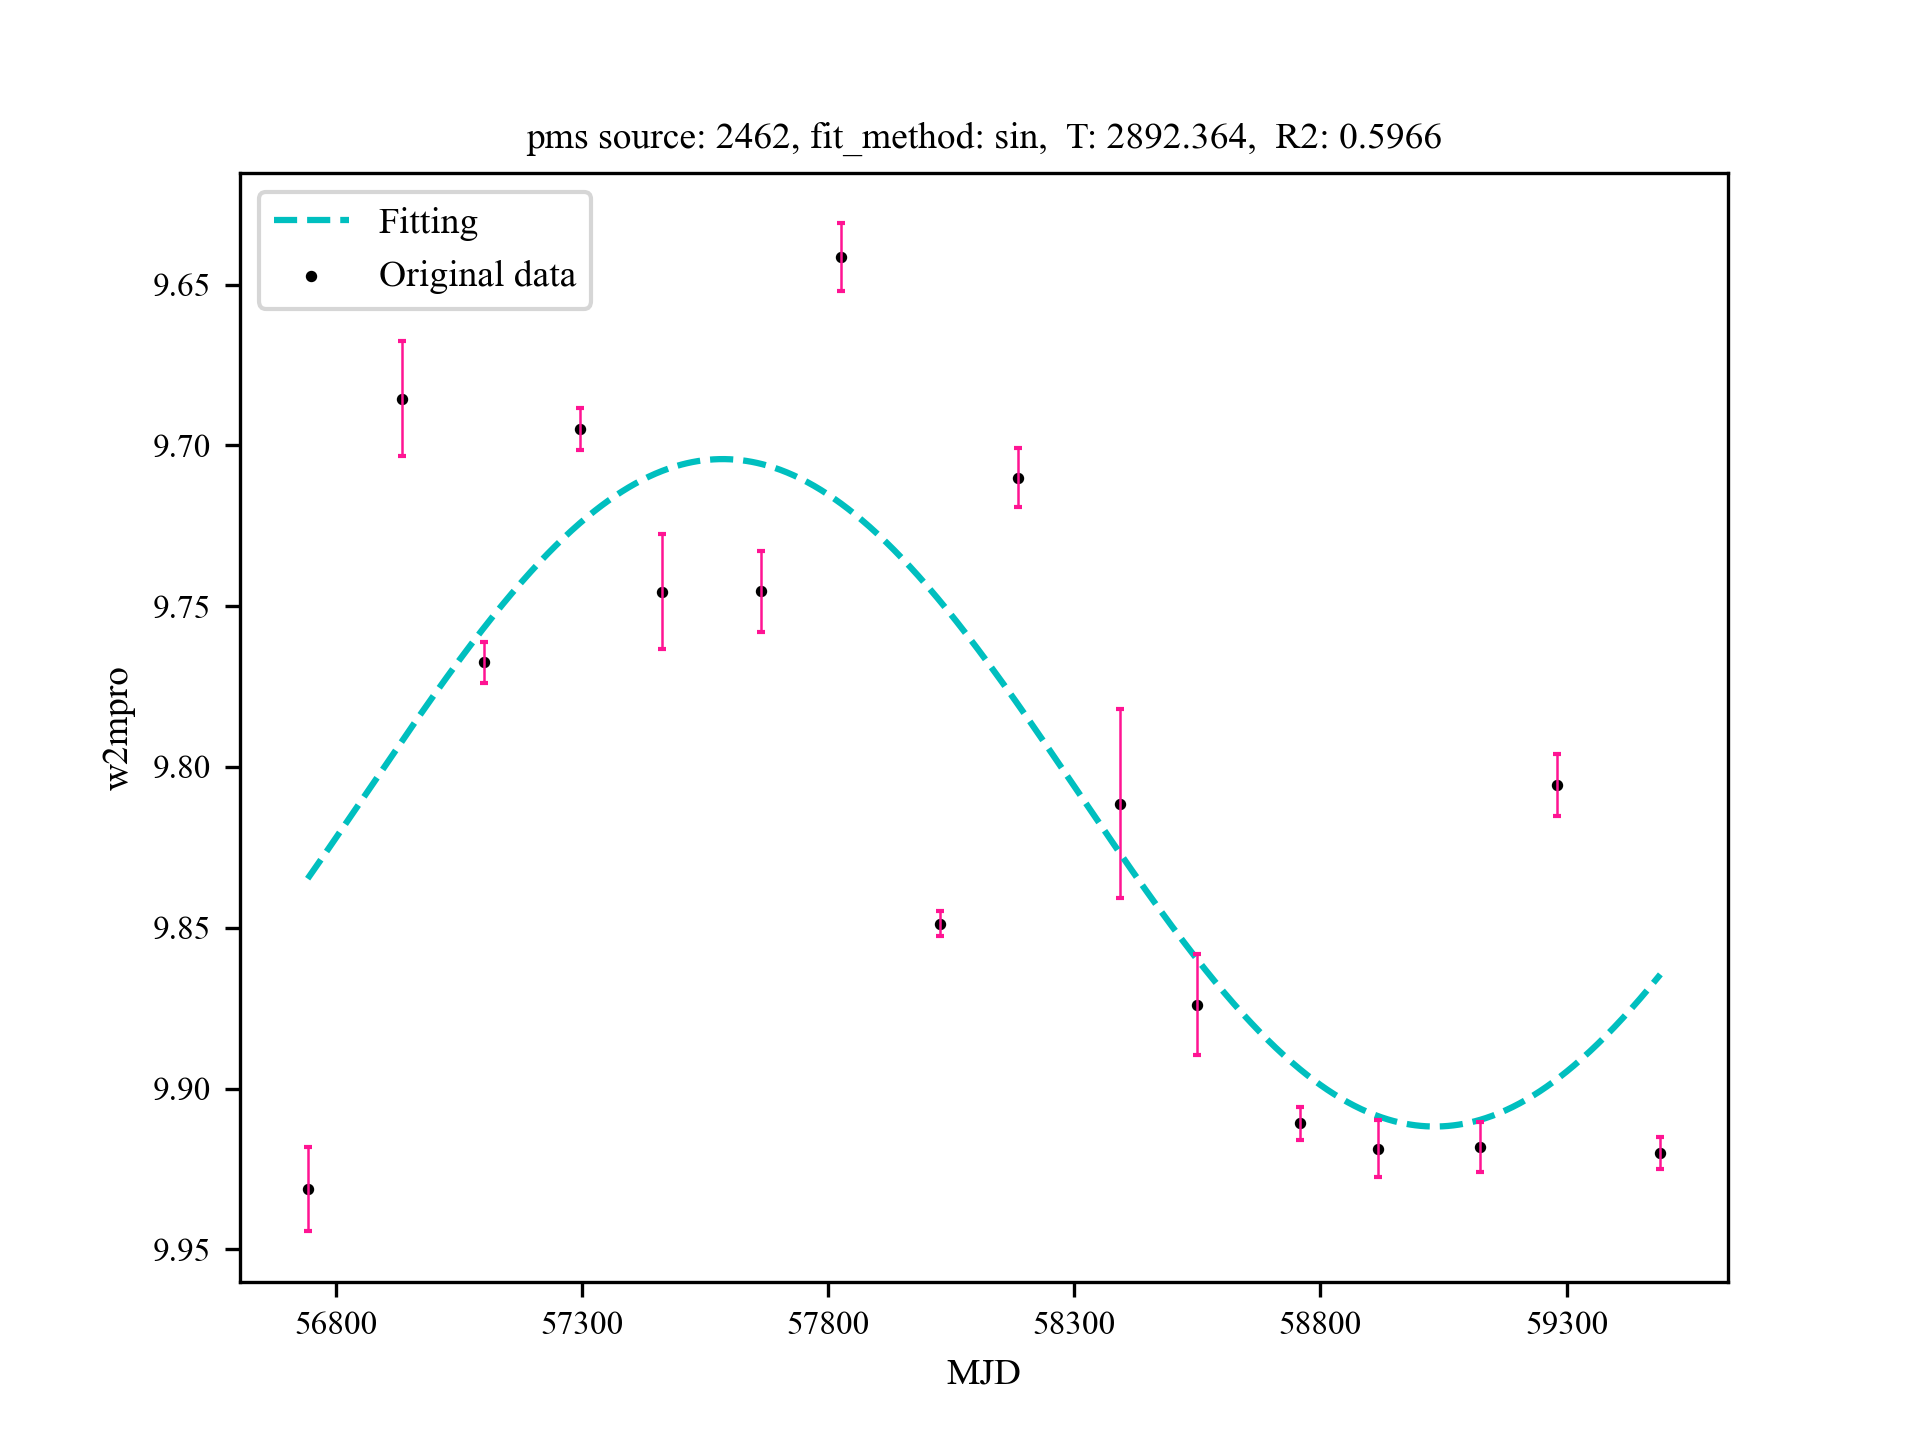 pms source: 2462, fit_method: sin,  T: 2892.364,  R2: 0.5966
Fitting
Original data
9.65
9.70
9.75
9.80
9.85
9.90
9.95
w2mpro
56800 57300 57800 58300 58800 59300
MJD